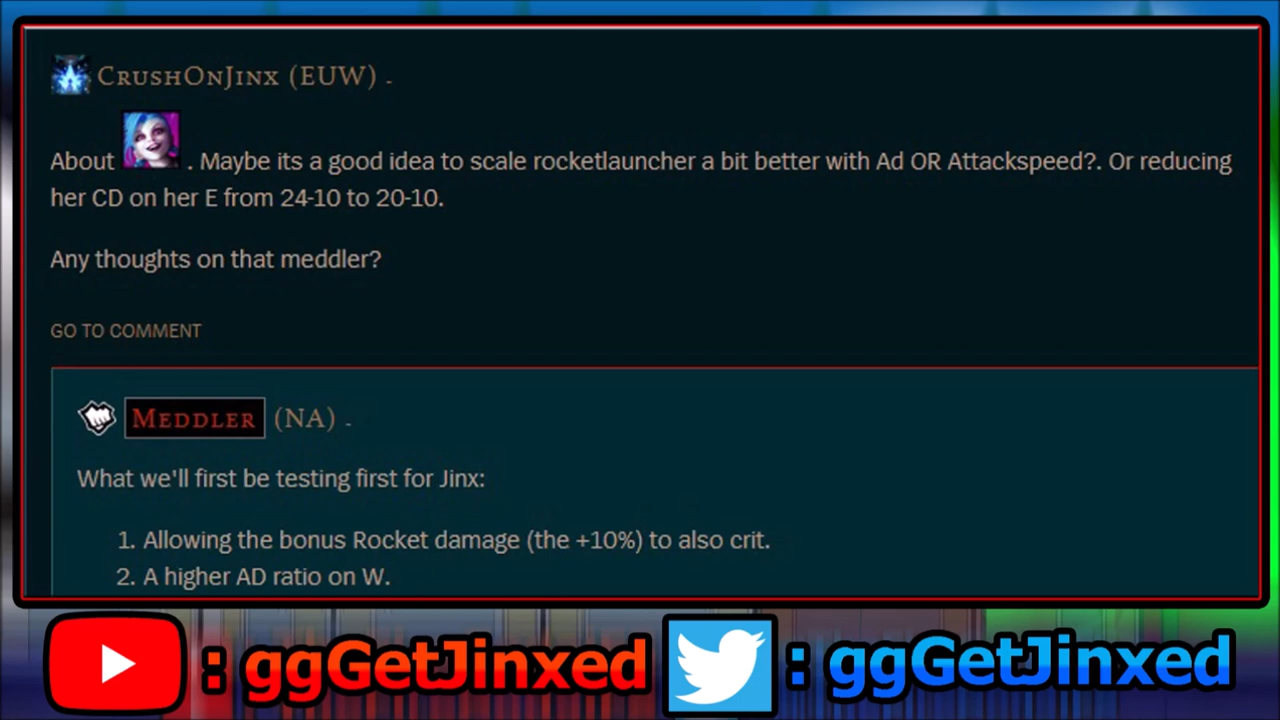 CrushOnJinx (EUW) -
About . Maybe its a good idea to scale rocketlauncher a bit better with Ad OR Attackspeed?. Or reducing
her CD on her E from 24-10 to 20-10.
Any thoughts on that meddler?
GO TO COMMENT
Meddler (NA) -
What we'll first be testing first for Jinx:
1. Allowing the bonus Rocket damage (the +10%) to also crit.
2. A higher AD ratio on W.
: ggGetJinxed : ggGetJinxed